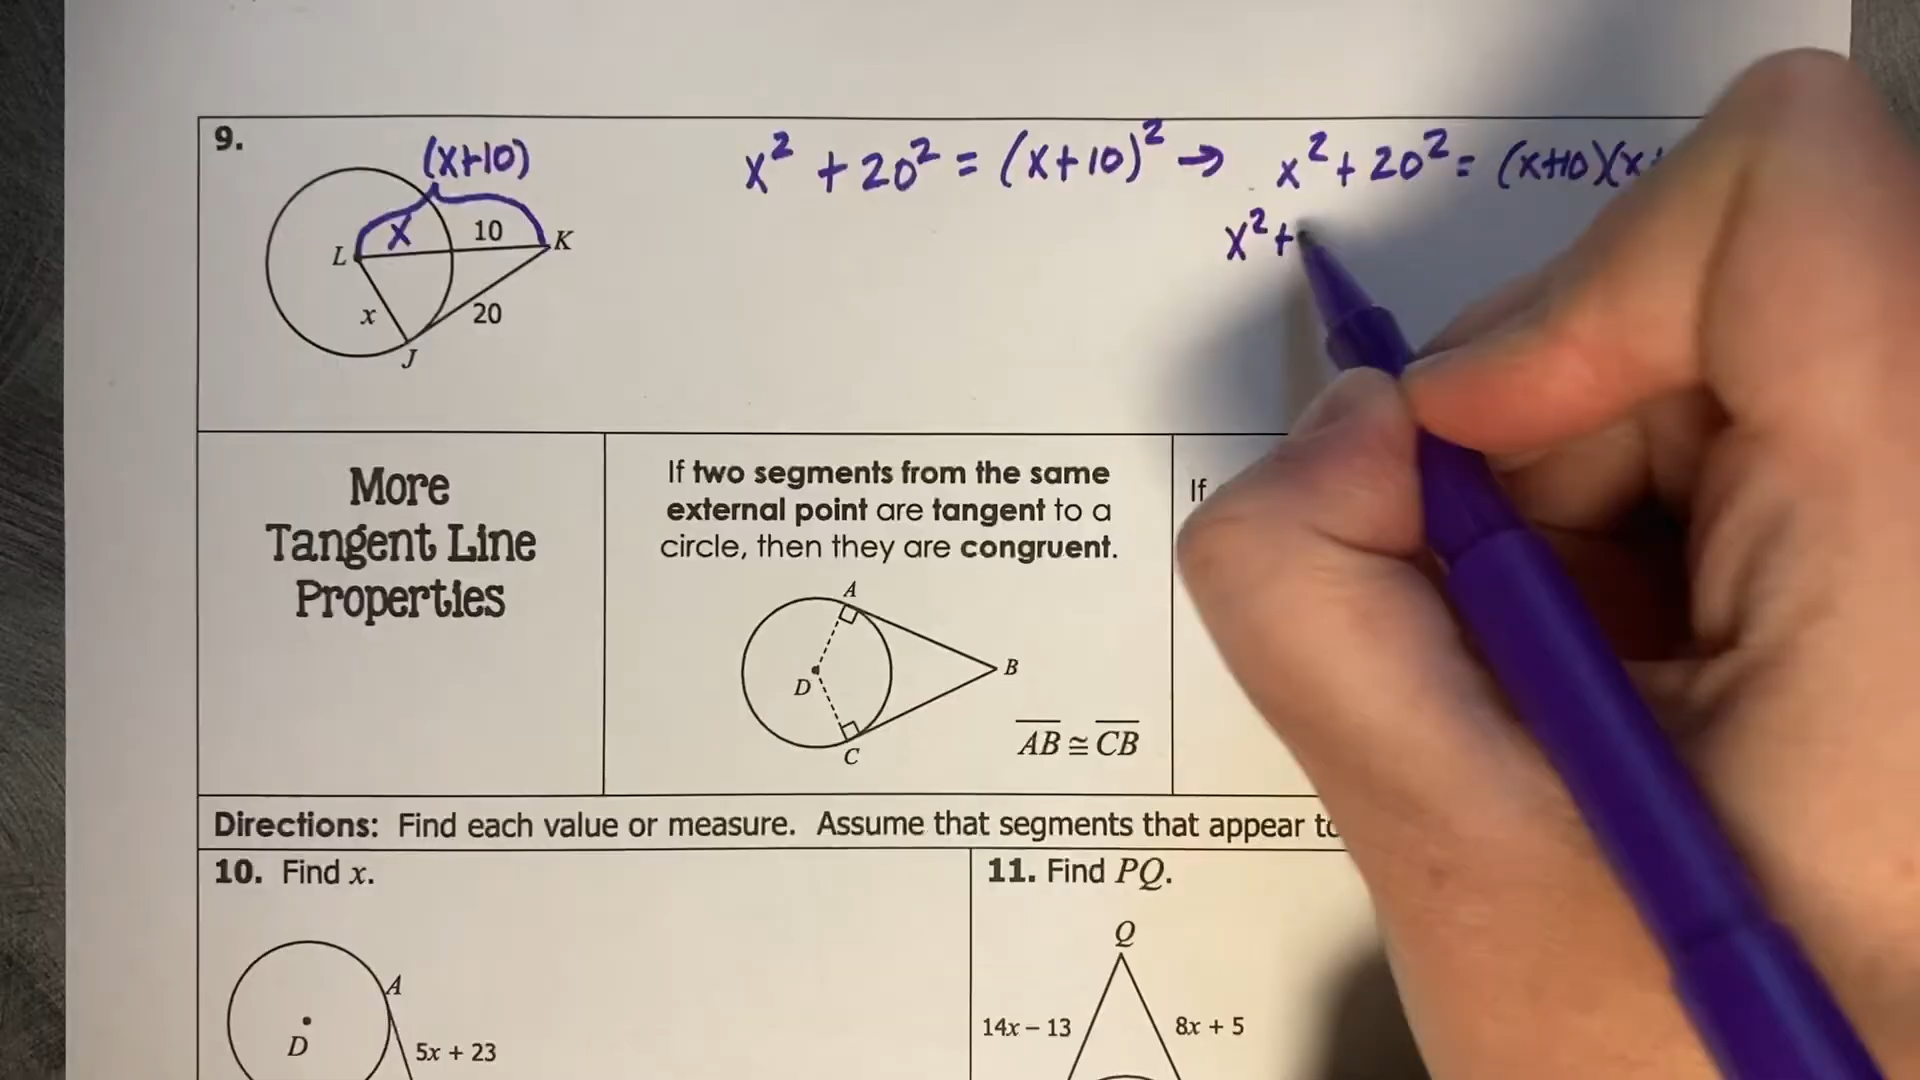 9.
(x+10)
x² + 20² = (x+10)² → x² + 20² = (x+10)(x+
x² +
X
10
L
K
x
20
J
More
Tangent Line
Properties
If two segments from the same
external point are tangent to a
circle, then they are congruent.
A
D
B
C
AB ≅ CB
If
Directions: Find each value or measure. Assume that segments that appear to
10. Find x.
A
D
5x + 23
11. Find PQ.
Q
14x – 13
8x + 5